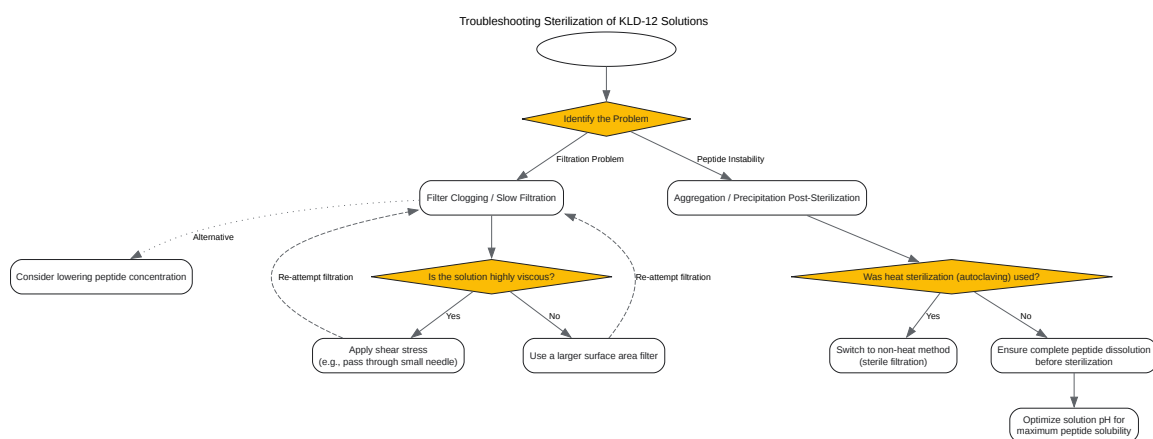 Troubleshooting Sterilization of KLD-12 Solutions
Identify the Problem
Filtration Problem
Peptide Instability
Filter Clogging / Slow Filtration
Aggregation / Precipitation Post-Sterilization
Alternative
Consider lowering peptide concentration
Re-attempt filtration
Is the solution highly viscous?
Re-attempt filtration
Was heat sterilization (autoclaving) used?
Yes
No
Yes
No
Apply shear stress
(e.g., pass through small needle)
Use a larger surface area filter
Switch to non-heat method
(sterile filtration)
Ensure complete peptide dissolution
before sterilization
Optimize solution pH for
maximum peptide solubility